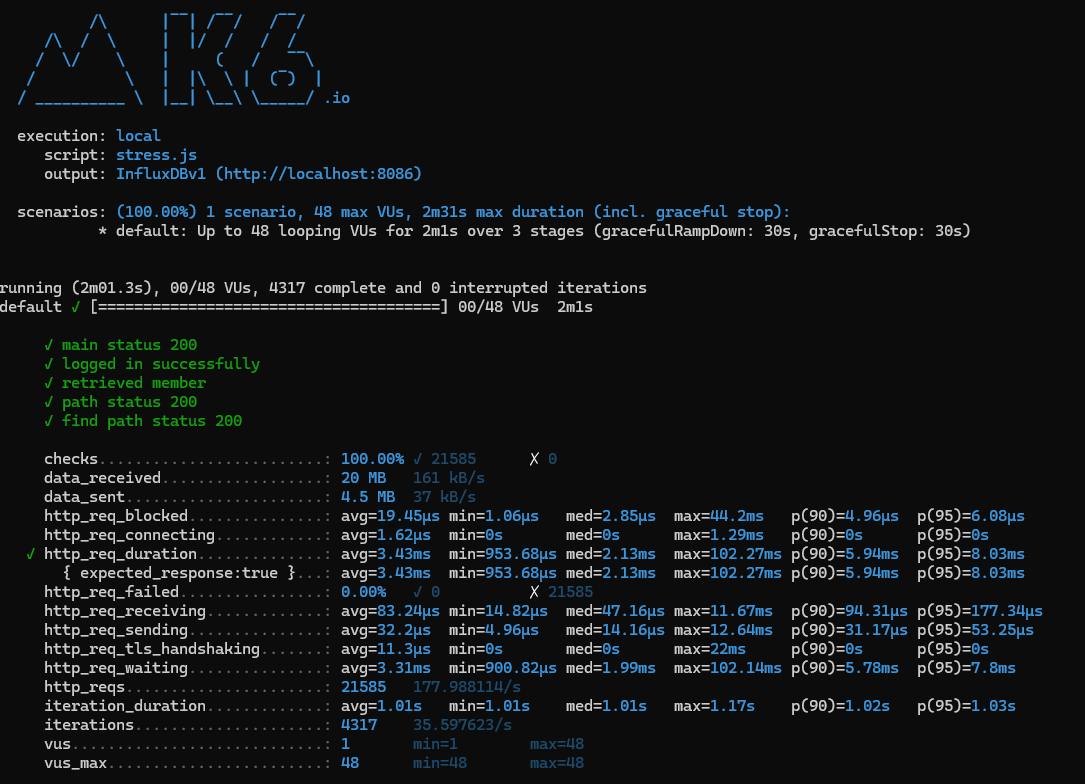 /\      |‾‾| /‾‾/   /‾‾/
     /\  /  \     |  |/  /   /  /
    /  \/    \    |     (   /   ‾‾\
   /          \   |  |\  \ |  (‾)  |
  / __________ \  |__| \__\ \_____/ .io
execution: local
script: stress.js
output: InfluxDBv1 (http://localhost:8086)
scenarios: (100.00%) 1 scenario, 48 max VUs, 2m31s max duration (incl. graceful stop):
* default: Up to 48 looping VUs for 2m1s over 3 stages (gracefulRampDown: 30s, gracefulStop: 30s)
running (2m01.3s), 00/48 VUs, 4317 complete and 0 interrupted iterations
default ✓ [======================================] 00/48 VUs  2m1s
✓ main status 200
✓ logged in successfully
✓ retrieved member
✓ path status 200
✓ find path status 200
checks.........................: 100.00% ✓ 21585      ✗ 0
data_received..................: 20 MB   161 kB/s
data_sent......................: 4.5 MB  37 kB/s
http_req_blocked...............: avg=19.45µs min=1.06µs   med=2.85µs  max=44.2ms   p(90)=4.96µs  p(95)=6.08µs
http_req_connecting............: avg=1.62µs  min=0s       med=0s      max=1.29ms   p(90)=0s      p(95)=0s
✓ http_req_duration..............: avg=3.43ms  min=953.68µs med=2.13ms  max=102.27ms p(90)=5.94ms  p(95)=8.03ms
{ expected_response:true }...: avg=3.43ms  min=953.68µs med=2.13ms  max=102.27ms p(90)=5.94ms  p(95)=8.03ms
http_req_failed................: 0.00%   ✓ 0          ✗ 21585
http_req_receiving.............: avg=83.24µs min=14.82µs  med=47.16µs max=11.67ms  p(90)=94.31µs p(95)=177.34µs
http_req_sending...............: avg=32.2µs  min=4.96µs   med=14.16µs max=12.64ms  p(90)=31.17µs p(95)=53.25µs
http_req_tls_handshaking.......: avg=11.3µs  min=0s       med=0s      max=22ms     p(90)=0s      p(95)=0s
http_req_waiting...............: avg=3.31ms  min=900.82µs med=1.99ms  max=102.14ms p(90)=5.78ms  p(95)=7.8ms
http_reqs......................: 21585   177.988114/s
iteration_duration.............: avg=1.01s   min=1.01s    med=1.01s   max=1.17s    p(90)=1.02s   p(95)=1.03s
iterations.....................: 4317    35.597623/s
vus............................: 1       min=1        max=48
vus_max........................: 48      min=48       max=48